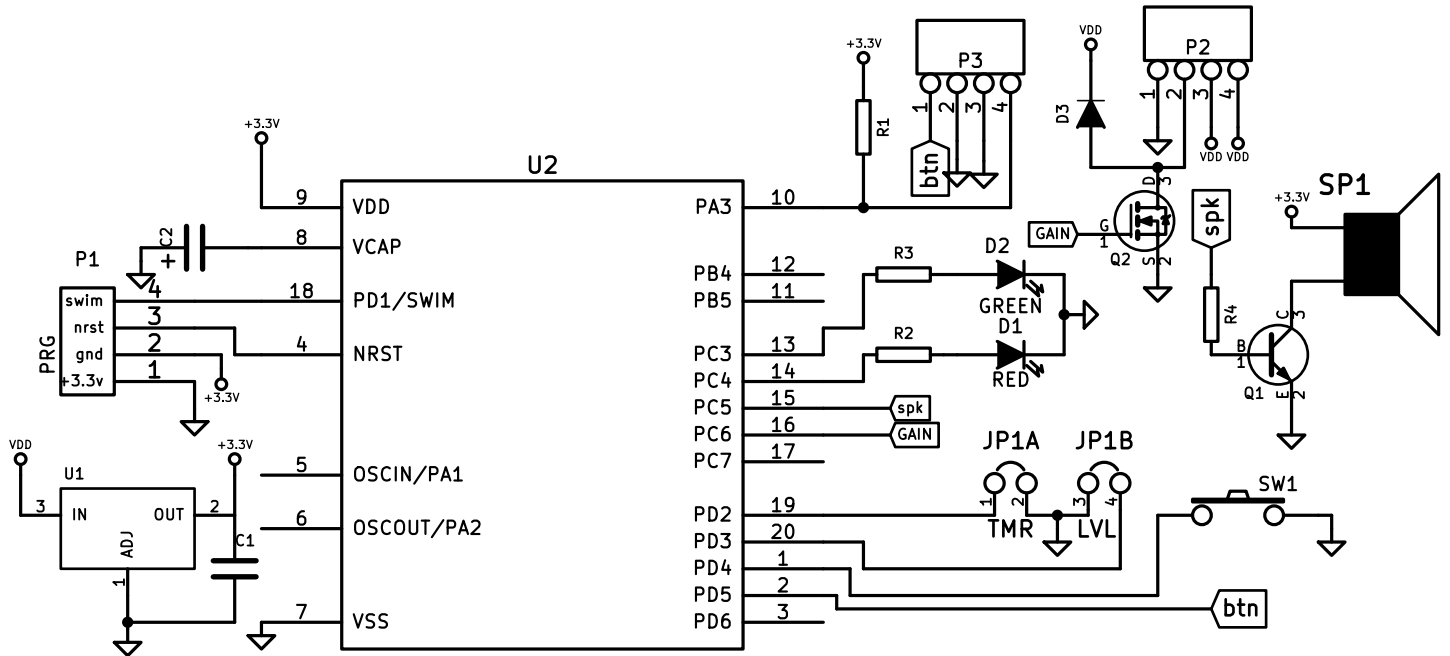 +3.3V
P3
1
2
3
4
VDD
P2
1
2
3
4
D3
R1
btn
VDD VDD
+3.3V
U2
9 VDD
8 VCAP
C2
+
P1
PRG
swim 4
nrst 3
gnd 2
+3.3v 1
18 PD1/SWIM
4 NRST
+3.3V
5 OSCIN/PA1
6 OSCOUT/PA2
7 VSS
VDD
+3.3V
U1
3 IN
OUT 2
ADJ
1
C1
PA3 10
PB4 12
PB5 11
PC3 13
PC4 14
PC5 15
PC6 16
PC7 17
PD2 19
PD3 20
PD4 1
PD5 2
PD6 3
R3
D2
GREEN
R2
D1
RED
spk
GAIN
GAIN
G
1
D
3
S
2
Q2
spk
R4
+3.3V
SP1
B
1
C
3
E
2
Q1
JP1A
JP1B
1
2
3
4
TMR
LVL
SW1
btn